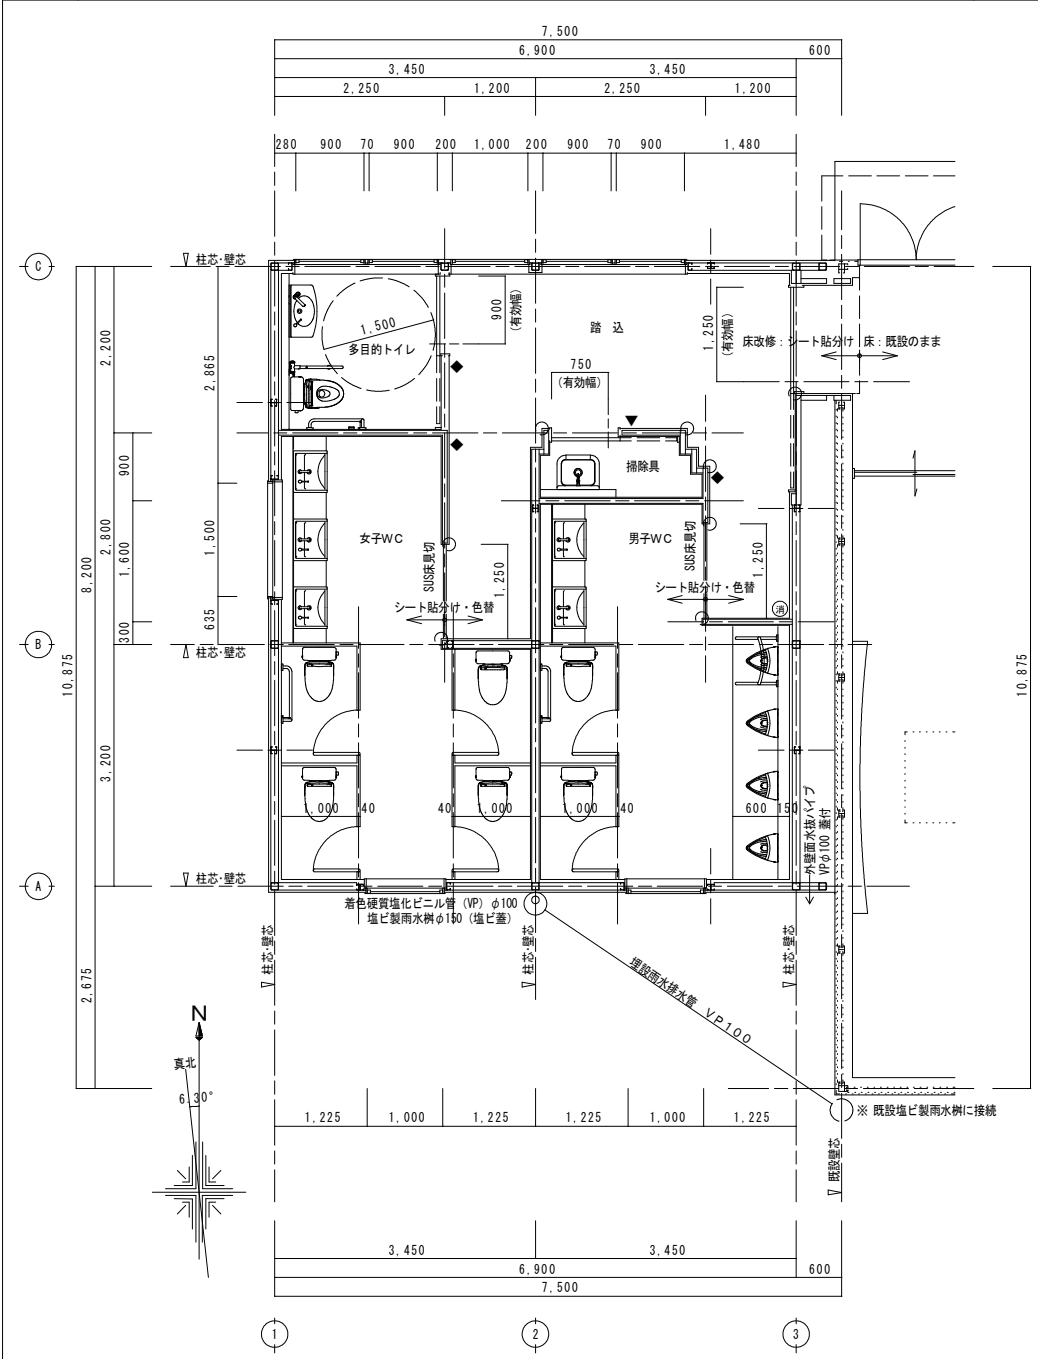 7,500
6,900
600
3,450
3,450
2,250
1,200
2,250
1,200
280
900
70
900
200
1,000
200
900
70
900
1,480
C
▽ 柱芯・壁芯
1,500
多目的トイレ
900
(有効幅)
踏 込
1,250
(有効幅)
床改修：シート貼分け
床：既設のまま
750
(有効幅)
2,200
2,865
900
2,800
1,600
300
1,500
635
8,200
10,875
10,875
掃除具
女子WC
男子WC
SUS床見切
SUS床見切
1,250
1,250
シート貼分け・色替
シート貼分け・色替
消
B
▽ 柱芯・壁芯
3,200
1,000
40
40
1,000
1,000
40
600
150
外壁面水抜パイプ
VPφ100 蓋付
A
▽ 柱芯・壁芯
着色硬質塩化ビニル管 (VP) φ100
塩ビ製雨水桝φ150 (塩ビ蓋)
▽ 柱芯・壁芯
▽ 柱芯・壁芯
▽ 柱芯・壁芯
2,675
埋設雨水排水管 VP100
N
真北
6.30°
※ 既設塩ビ製雨水桝に接続
▽ 既設壁芯
1,225
1,000
1,225
1,225
1,000
1,225
3,450
3,450
6,900
600
7,500
1
2
3